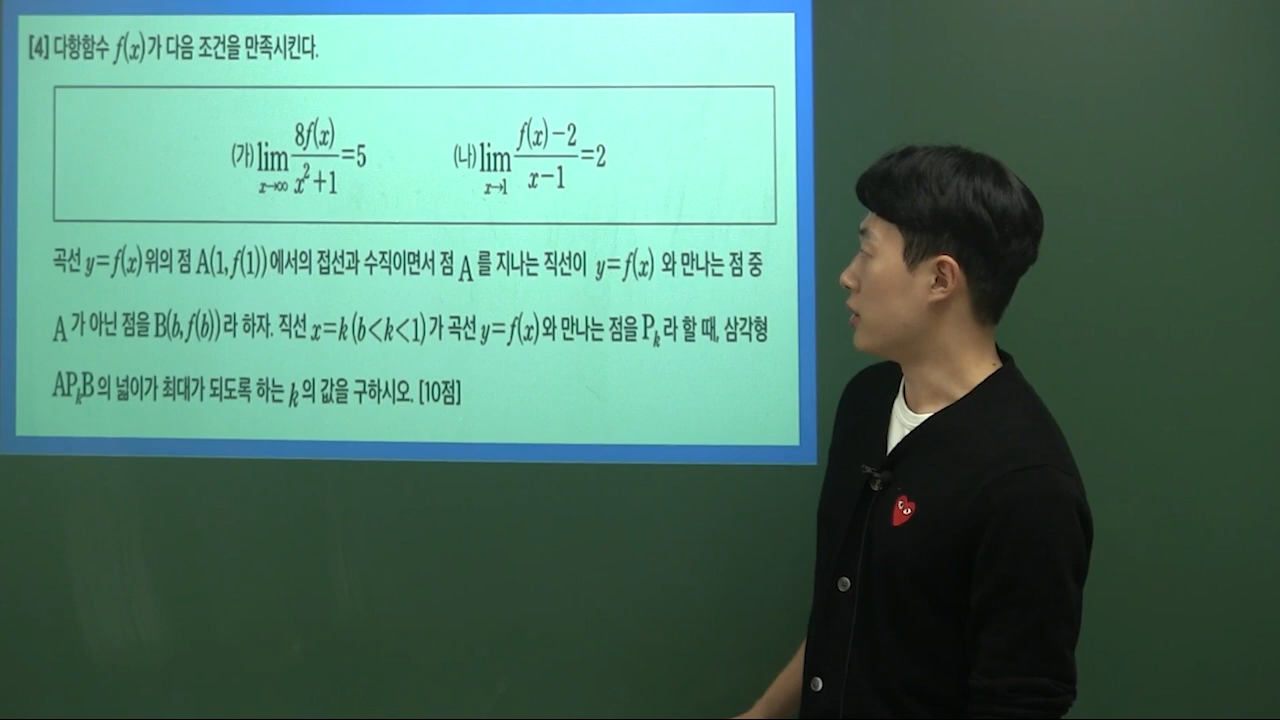 [4] 다항함수 f(x)가 다음 조건을 만족시킨다.
(가) lim_{x→∞} 8f(x)/(x²+1) = 5 (나) lim_{x→1} (f(x)-2)/(x-1) = 2
곡선 y=f(x) 위의 점 A(1, f(1))에서의 접선과 수직이면서 점 A를 지나는 직선이 y=f(x) 와 만나는 점 중
A가 아닌 점을 B(b, f(b))라 하자. 직선 x=k (b<k<1)가 곡선 y=f(x)와 만나는 점을 P_k라 할 때, 삼각형
AP_kB의 넓이가 최대가 되도록 하는 k의 값을 구하시오. [10점]